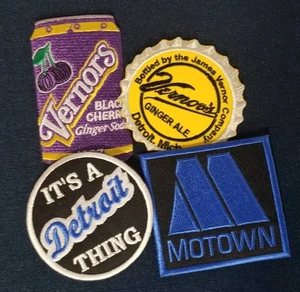 Vernors
BLACK
CHERRY
Ginger Soda
Bottled by the James Vernor Company
Vernor's
GINGER ALE
Detroit, Mich.
IT'S A
Detroit
THING
MOTOWN